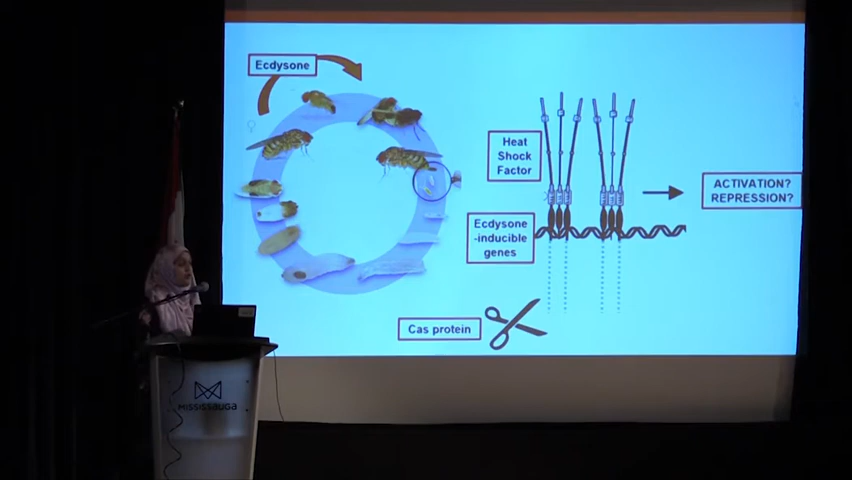 Ecdysone
Heat
Shock
Factor
ACTIVATION?
REPRESSION?
Ecdysone
-inducible
genes
Cas protein
MISSISSAUGA